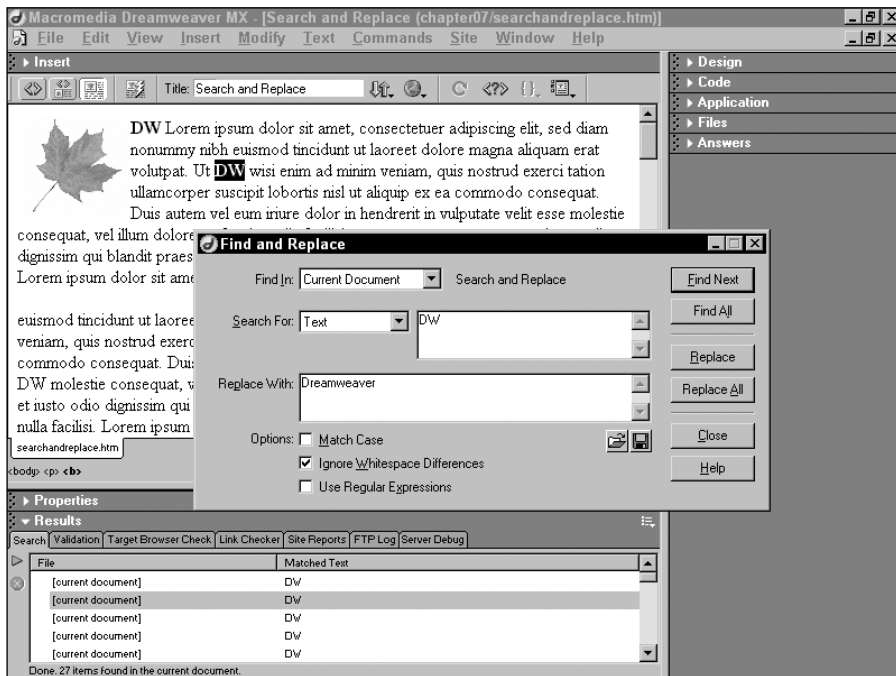 Macromedia Dreamweaver MX - [Search and Replace (chapter07/searchandreplace.htm)]
File Edit View Insert Modify Text Commands Site Window Help
Insert
Title: Search and Replace
DW Lorem ipsum dolor sit amet, consectetuer adipiscing elit, sed diam
nonummy nibh euismod tincidunt ut laoreet dolore magna aliquam erat
volutpat. Ut DW wisi enim ad minim veniam, quis nostrud exerci tation
ullamcorper suscipit lobortis nisl ut aliquip ex ea commodo consequat.
Duis autem vel eum iriure dolor in hendrerit in vulputate velit esse molestie
consequat, vel illum dolore
dignissim qui blandit praes
Lorem ipsum dolor sit ame
euismod tincidunt ut laoree
veniam, quis nostrud exerc
commodo consequat. Duis
DW molestie consequat, v
et iusto odio dignissim qui
nulla facilisi. Lorem ipsum
searchandreplace.htm
<body> <p> <b>
Design
Code
Application
Files
Answers
Find and Replace
Find In: Current Document Search and Replace
Search For: Text DW
Replace With: Dreamweaver
Options: Match Case
Ignore Whitespace Differences
Use Regular Expressions
Find Next
Find All
Replace
Replace All
Close
Help
Properties
Results
Search Validation Target Browser Check Link Checker Site Reports FTP Log Server Debug
File Matched Text
[current document] DW
[current document] DW
[current document] DW
[current document] DW
[current document] DW
Done. 27 items found in the current document.